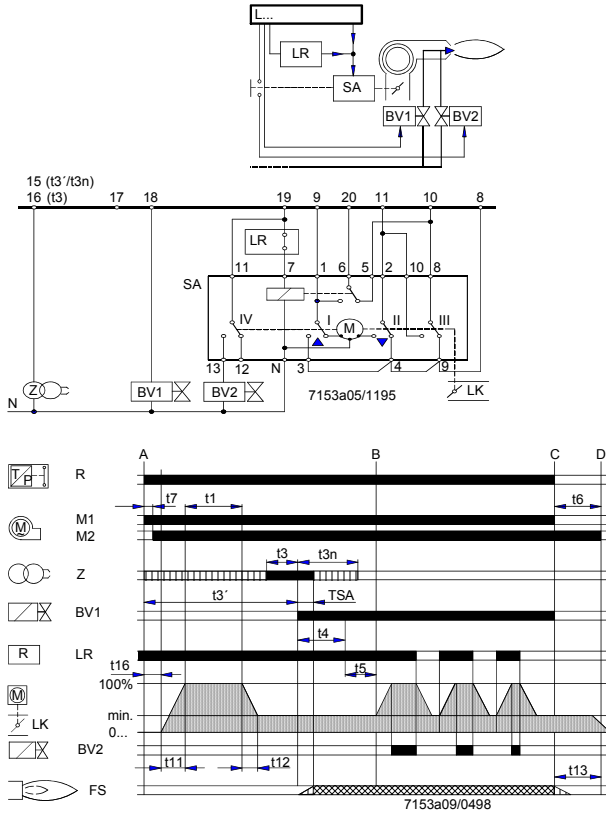 L...
LR
SA
BV1 BV2
15 (t3´/t3n)
16 (t3) 17 18 19 9 20 11 10 8
LR
11 7 1 6 5 2 10 8
SA
IV I M II III
13 12 N 3 4 9
Z BV1 BV2 7153a05/1195 LK
N
A B C D
T P R
t7 t1 t6
M M1
M2
t3 t3n
Z
t3´ TSA
BV1
t4
R LR
t16 t5
100%
M
LK min.
0...
BV2
t11 t12 t13
FS
7153a09/0498